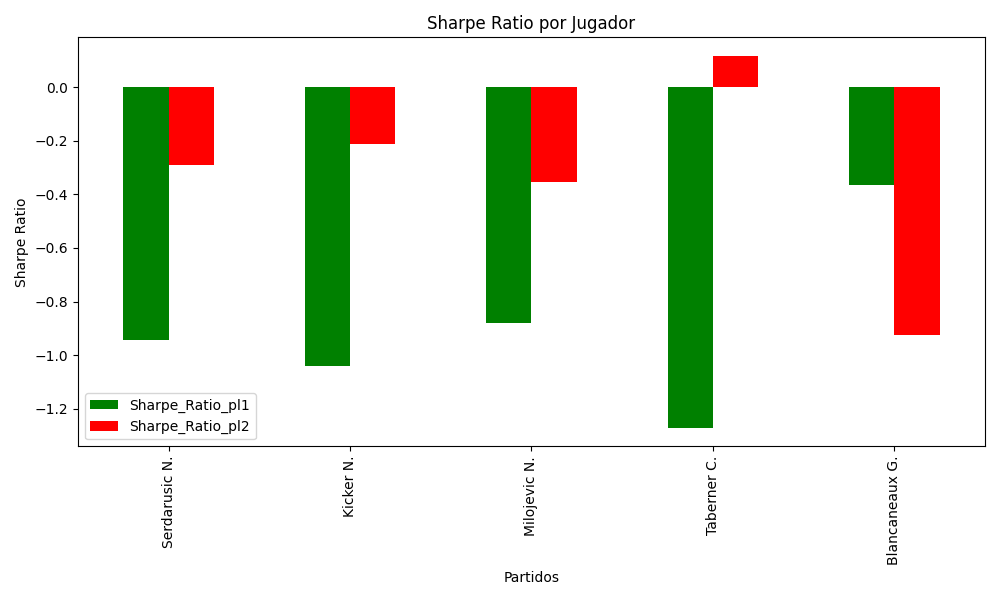 Sharpe Ratio por Jugador
Sharpe Ratio
0.0
−0.2
−0.4
−0.6
−0.8
−1.0
−1.2
Sharpe_Ratio_pl1
Sharpe_Ratio_pl2
Serdarusic N.
Kicker N.
Milojevic N.
Taberner C.
Blancaneaux G.
Partidos